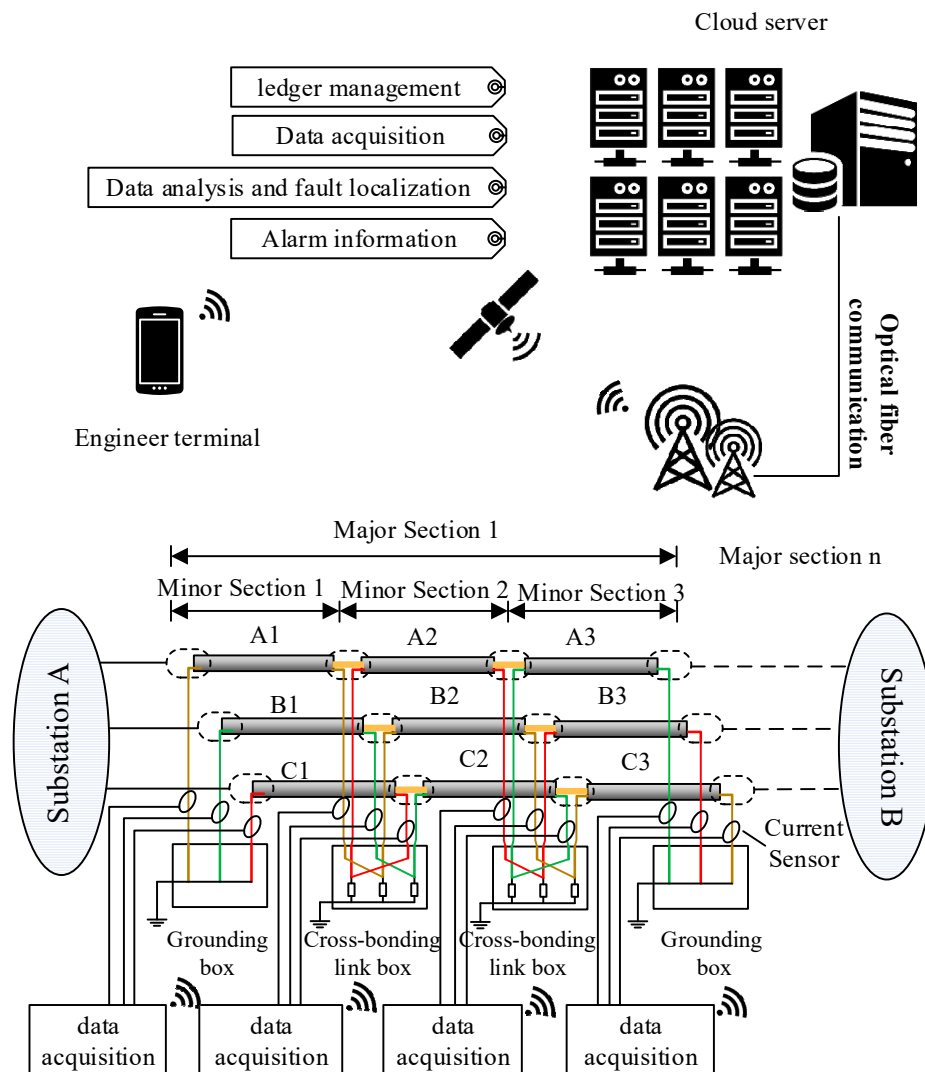 Cloud server
ledger management
Data acquisition
Data analysis and fault localization
Alarm information
Optical fiber
communication
Engineer terminal
Major Section 1
Major section n
Minor Section 1
Minor Section 2
Minor Section 3
A1
A2
A3
B1
B2
B3
C1
C2
C3
Substation A
Substation B
Current
Sensor
Grounding
box
Cross-bonding
link box
Cross-bonding
link box
Grounding
box
data
acquisition
data
acquisition
data
acquisition
data
acquisition